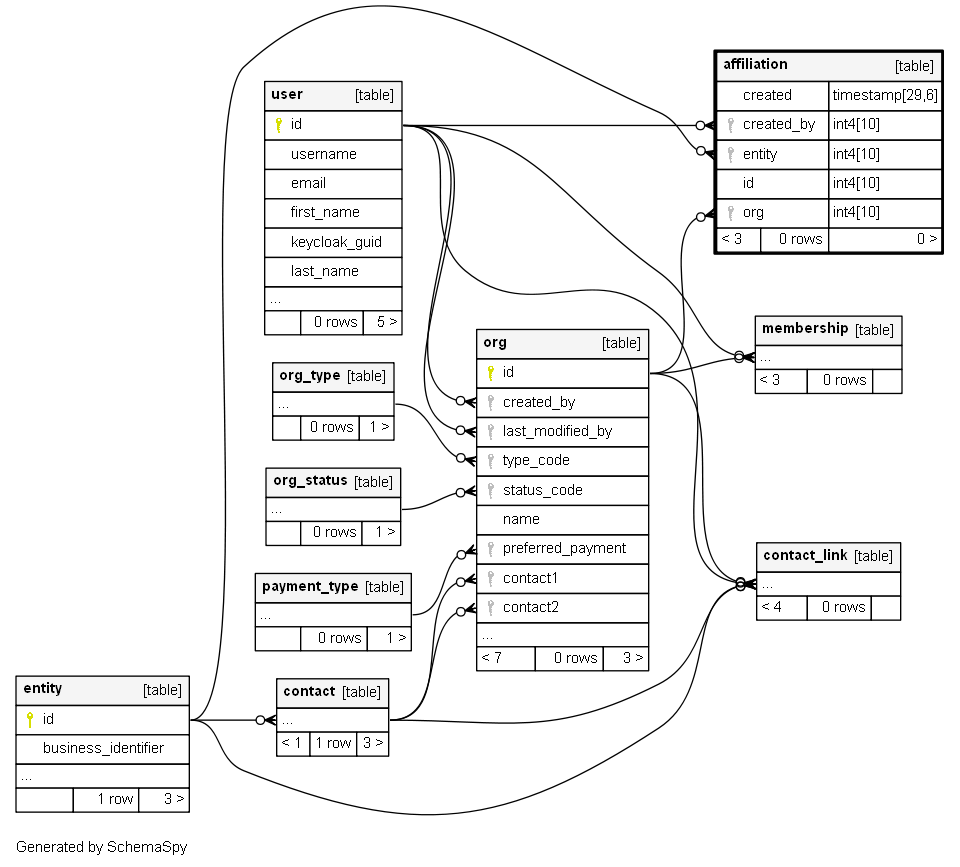 affiliation [table]
created timestamp[29,6]
created_by int4[10]
entity int4[10]
id int4[10]
org int4[10]
< 3 0 rows 0 >
user [table]
id
username
email
first_name
keycloak_guid
last_name
...
0 rows 5 >
membership [table]
...
< 3 0 rows
org [table]
id
created_by
last_modified_by
type_code
status_code
name
preferred_payment
contact1
contact2
...
< 7 0 rows 3 >
org_type [table]
...
0 rows 1 >
org_status [table]
...
0 rows 1 >
payment_type [table]
...
0 rows 1 >
contact_link [table]
...
< 4 0 rows
entity [table]
id
business_identifier
...
1 row 3 >
contact [table]
...
< 1 1 row 3 >
Generated by SchemaSpy